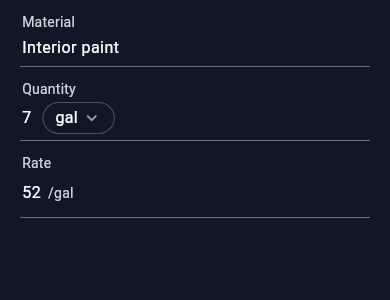 Material
Interior paint
Quantity
7 gal
Rate
52 /gal